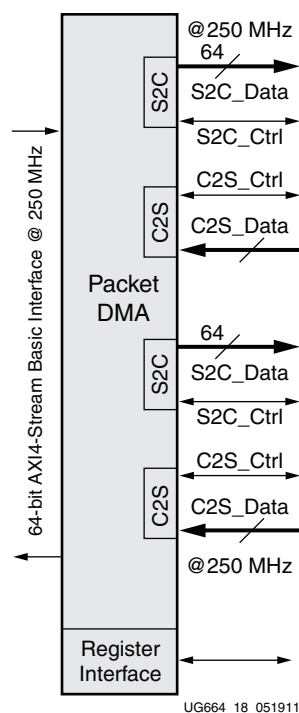 @250 MHz
64
S2C_Data
S2C
S2C_Ctrl
C2S_Ctrl
C2S
C2S_Data
64-bit AXI4-Stream Basic Interface @ 250 MHz
Packet
DMA
64
S2C_Data
S2C
S2C_Ctrl
C2S_Ctrl
C2S
C2S_Data
@250 MHz
Register
Interface
UG664_18_051911